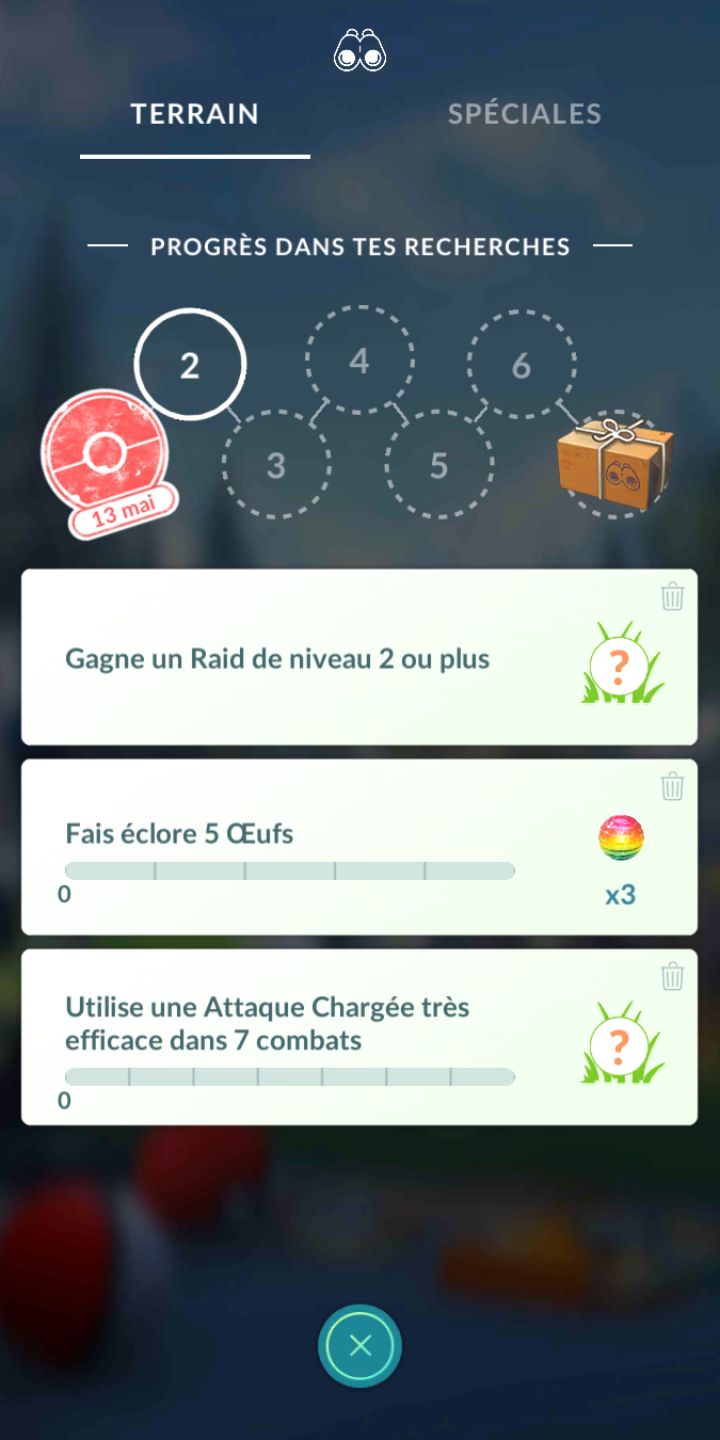 TERRAIN
SPÉCIALES
PROGRÈS DANS TES RECHERCHES
2
4
6
3
5
13 mai
Gagne un Raid de niveau 2 ou plus
?
Fais éclore 5 Œufs
0
x3
Utilise une Attaque Chargée très
efficace dans 7 combats
0
?